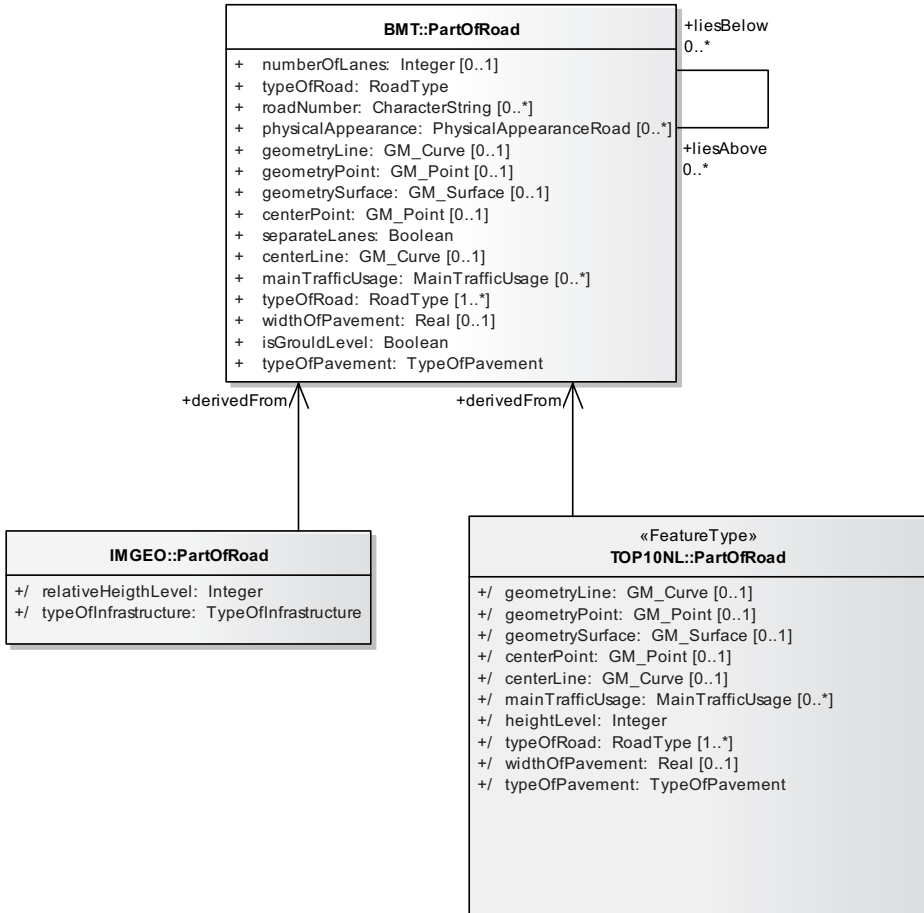 BMT::PartOfRoad
+ numberOfLanes: Integer [0..1]
+ typeOfRoad: RoadType
+ roadNumber: CharacterString [0..*]
+ physicalAppearance: PhysicalAppearanceRoad [0..*]
+ geometryLine: GM_Curve [0..1]
+ geometryPoint: GM_Point [0..1]
+ geometrySurface: GM_Surface [0..1]
+ centerPoint: GM_Point [0..1]
+ separateLanes: Boolean
+ centerLine: GM_Curve [0..1]
+ mainTrafficUsage: MainTrafficUsage [0..*]
+ typeOfRoad: RoadType [1..*]
+ widthOfPavement: Real [0..1]
+ isGrouldLevel: Boolean
+ typeOfPavement: TypeOfPavement
+liesBelow
0..*
+liesAbove
0..*
+derivedFrom
+derivedFrom
IMGEO::PartOfRoad
+/ relativeHeigthLevel: Integer
+/ typeOfInfrastructure: TypeOfInfrastructure
«FeatureType»
TOP10NL::PartOfRoad
+/ geometryLine: GM_Curve [0..1]
+/ geometryPoint: GM_Point [0..1]
+/ geometrySurface: GM_Surface [0..1]
+/ centerPoint: GM_Point [0..1]
+/ centerLine: GM_Curve [0..1]
+/ mainTrafficUsage: MainTrafficUsage [0..*]
+/ heightLevel: Integer
+/ typeOfRoad: RoadType [1..*]
+/ widthOfPavement: Real [0..1]
+/ typeOfPavement: TypeOfPavement